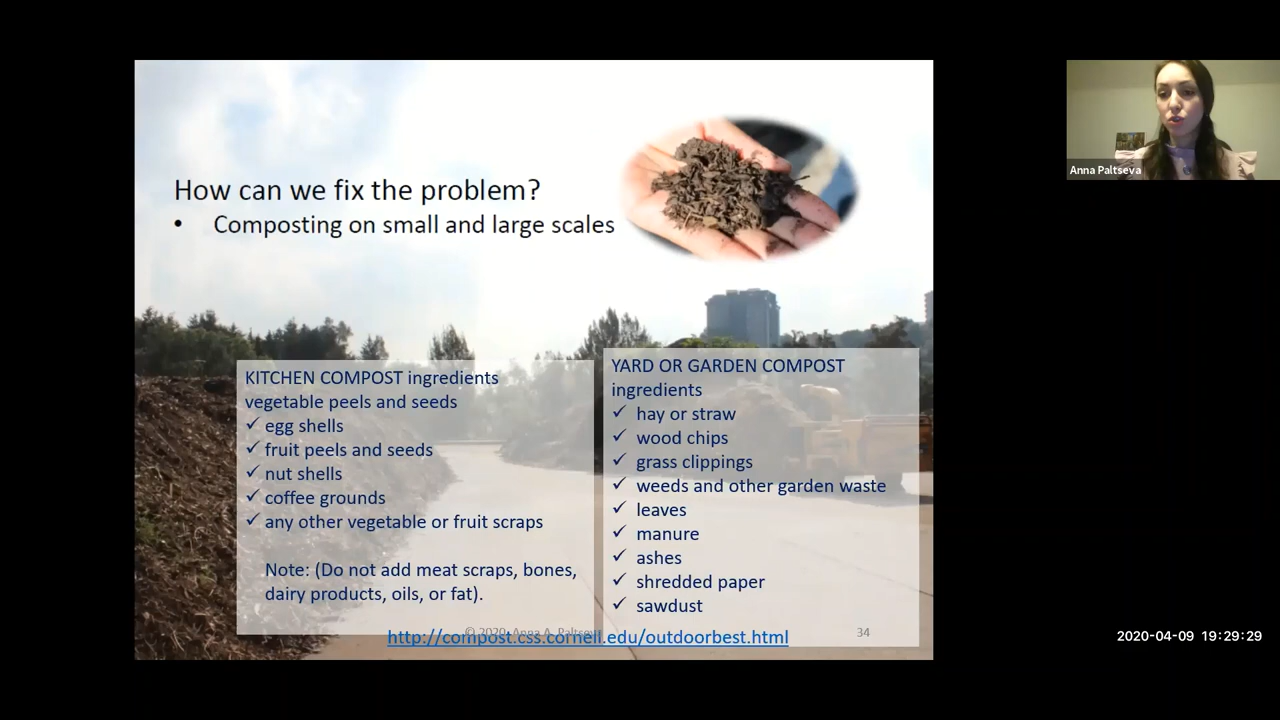 How can we fix the problem?
• Composting on small and large scales
KITCHEN COMPOST ingredients
vegetable peels and seeds
✓ egg shells
✓ fruit peels and seeds
✓ nut shells
✓ coffee grounds
✓ any other vegetable or fruit scraps
Note: (Do not add meat scraps, bones,
dairy products, oils, or fat).
YARD OR GARDEN COMPOST
ingredients
✓ hay or straw
✓ wood chips
✓ grass clippings
✓ weeds and other garden waste
✓ leaves
✓ manure
✓ ashes
✓ shredded paper
✓ sawdust
© 2020 Anna A. Paltseva
http://compost.css.cornell.edu/outdoorbest.html
34
Anna Paltseva
2020-04-09 19:29:29